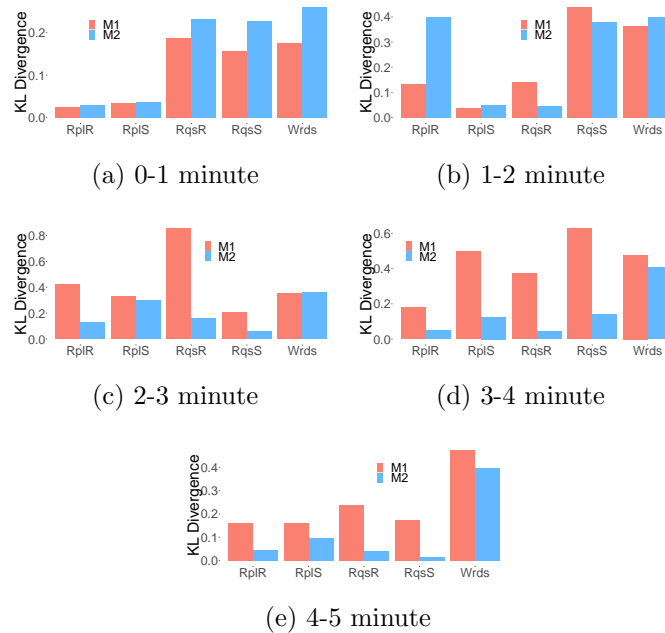 KL Divergence
0.2
0.1
0.0
M1
M2
RplR RplS RqsR RqsS Wrds
(a) 0-1 minute
KL Divergence
0.4
0.3
0.2
0.1
0.0
M1
M2
RplR RplS RqsR RqsS Wrds
(b) 1-2 minute
KL Divergence
0.8
0.6
0.4
0.2
0.0
M1
M2
RplR RplS RqsR RqsS Wrds
(c) 2-3 minute
KL Divergence
0.6
0.4
0.2
0.0
M1
M2
RplR RplS RqsR RqsS Wrds
(d) 3-4 minute
KL Divergence
0.4
0.3
0.2
0.1
0.0
M1
M2
RplR RplS RqsR RqsS Wrds
(e) 4-5 minute